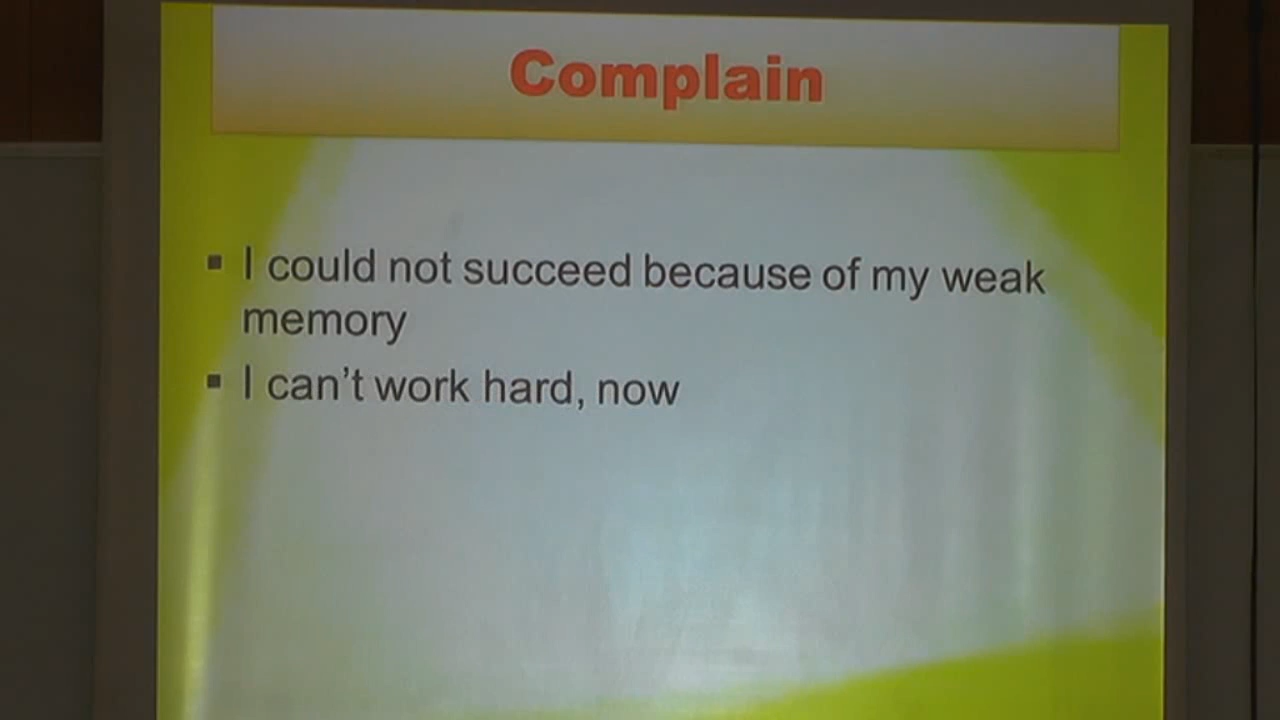 Complain
▪ I could not succeed because of my weak
memory
▪ I can't work hard, now